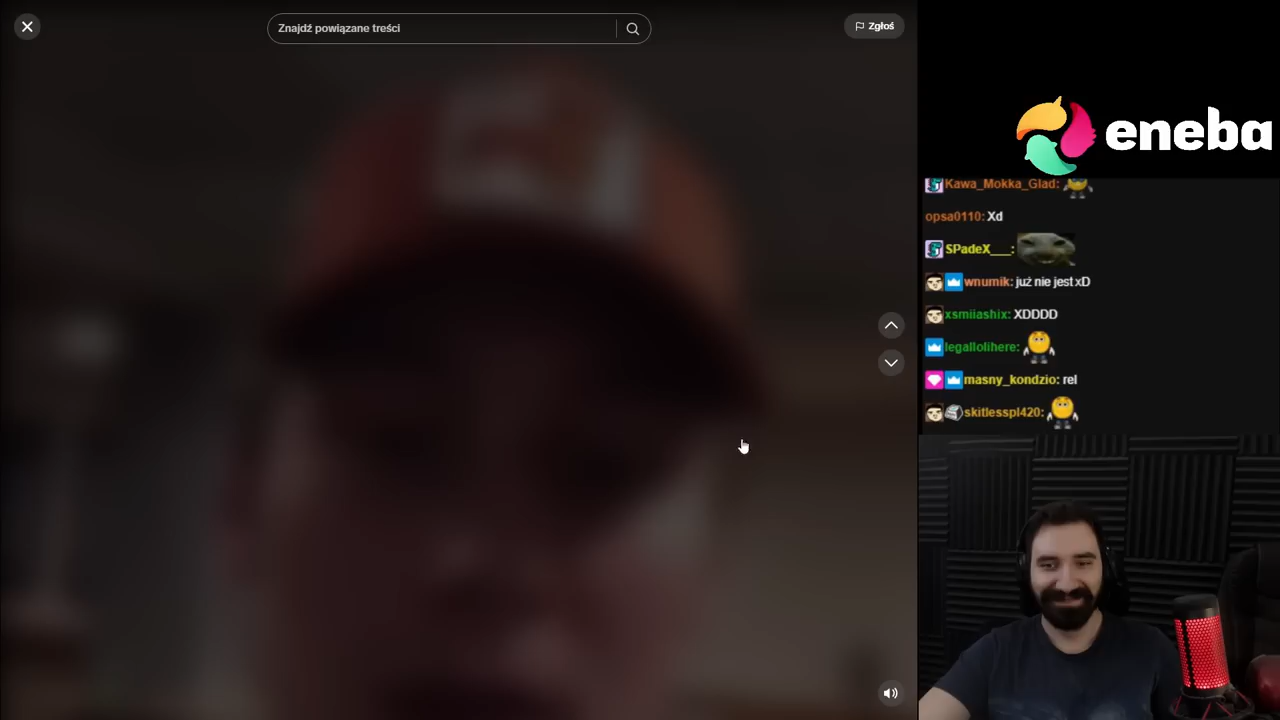 Znajdź powiązane treści
Zgłoś
eneba
Kawa_Mokka_Glad:
opsa0110: Xd
SPadeX___:
wnumik: już nie jest xD
xsmiiashix: XDDDD
legallolihere:
masny_kondzio: rel
skitlesspl420: